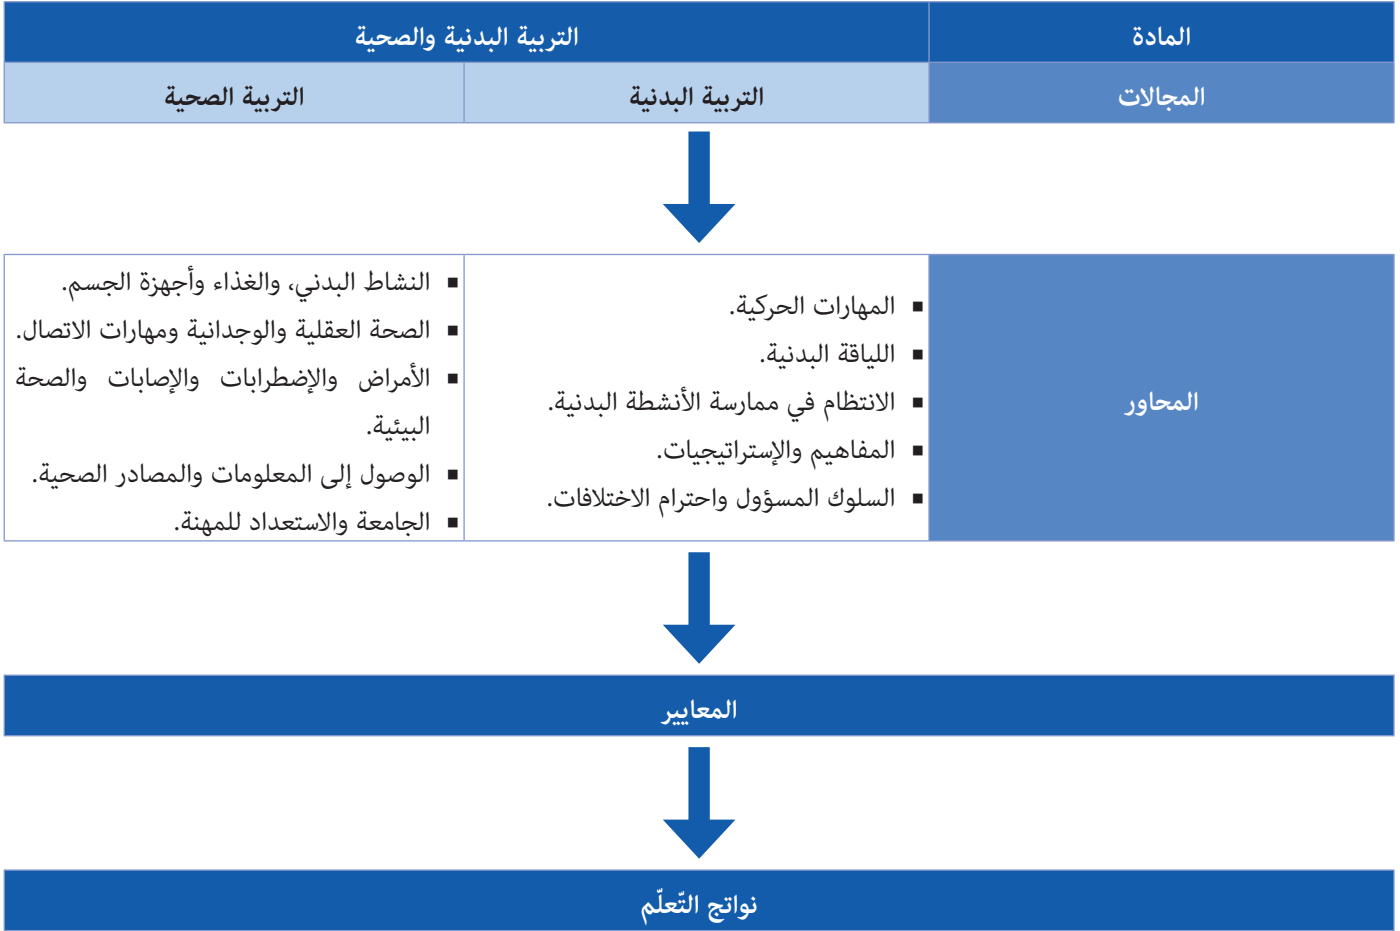 المادة
التربية البدنية والصحية
المجالات
التربية البدنية
التربية الصحية
المحاور
▪ المهارات الحركية.
▪ اللياقة البدنية.
▪ الانتظام في ممارسة الأنشطة البدنية.
▪ المفاهيم والإستراتيجيات.
▪ السلوك المسؤول واحترام الاختلافات.
▪ النشاط البدني، والغذاء وأجهزة الجسم.
▪ الصحة العقلية والوجدانية ومهارات الاتصال.
▪ الأمراض والإضطرابات والإصابات والصحة
البيئية.
▪ الوصول إلى المعلومات والمصادر الصحية.
▪ الجامعة والاستعداد للمهنة.
المعايير
نواتج التّعلّم